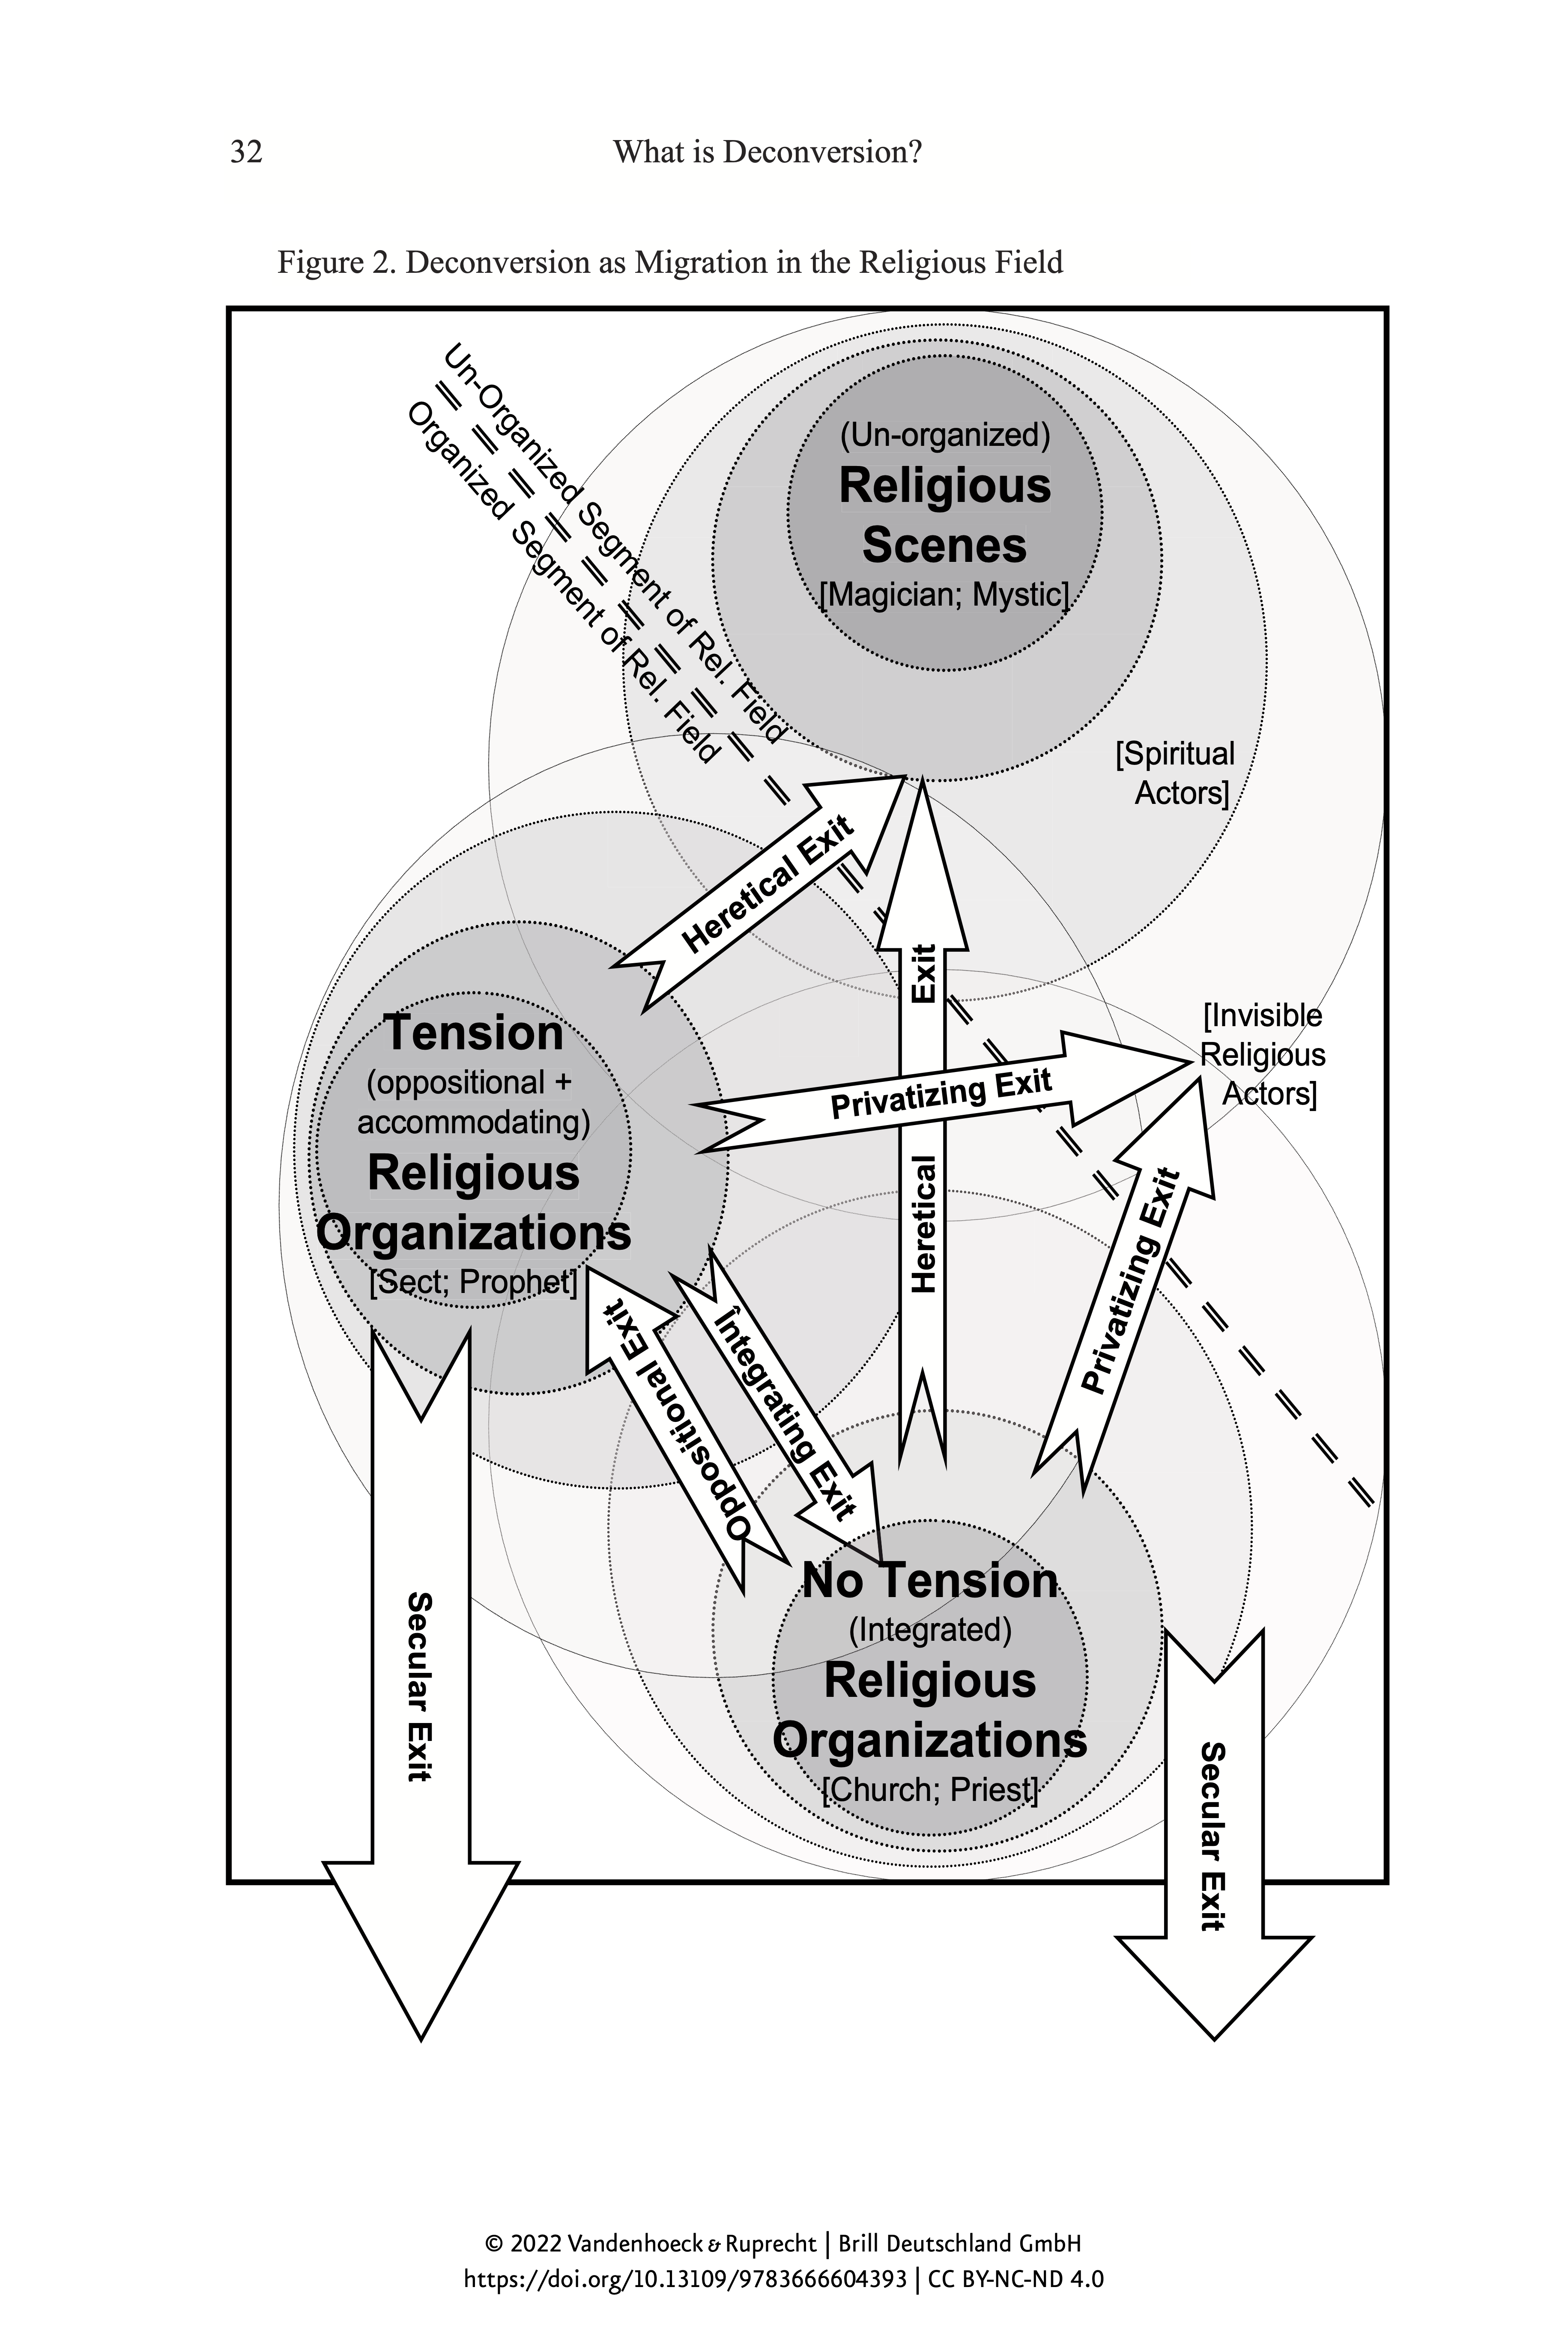 32
What is Deconversion?
Figure 2. Deconversion as Migration in the Religious Field
Un-Organized Segment of Rel. Field
Organized Segment of Rel. Field
(Un-organized)
Religious
Scenes
[Magician; Mystic]
[Spiritual
Actors]
Heretical Exit
Tension
(oppositional +
accommodating)
Religious
Organizations
[Sect; Prophet]
[Invisible
Religious
Actors]
Privatizing Exit
Heretical Exit
Privatizing Exit
Oppositional Exit
Întegrating Exit
No Tension
(Integrated)
Religious
Organizations
[Church; Priest]
Secular Exit
Secular Exit
© 2022 Vandenhoeck & Ruprecht | Brill Deutschland GmbH
https://doi.org/10.13109/9783666604393 | CC BY-NC-ND 4.0